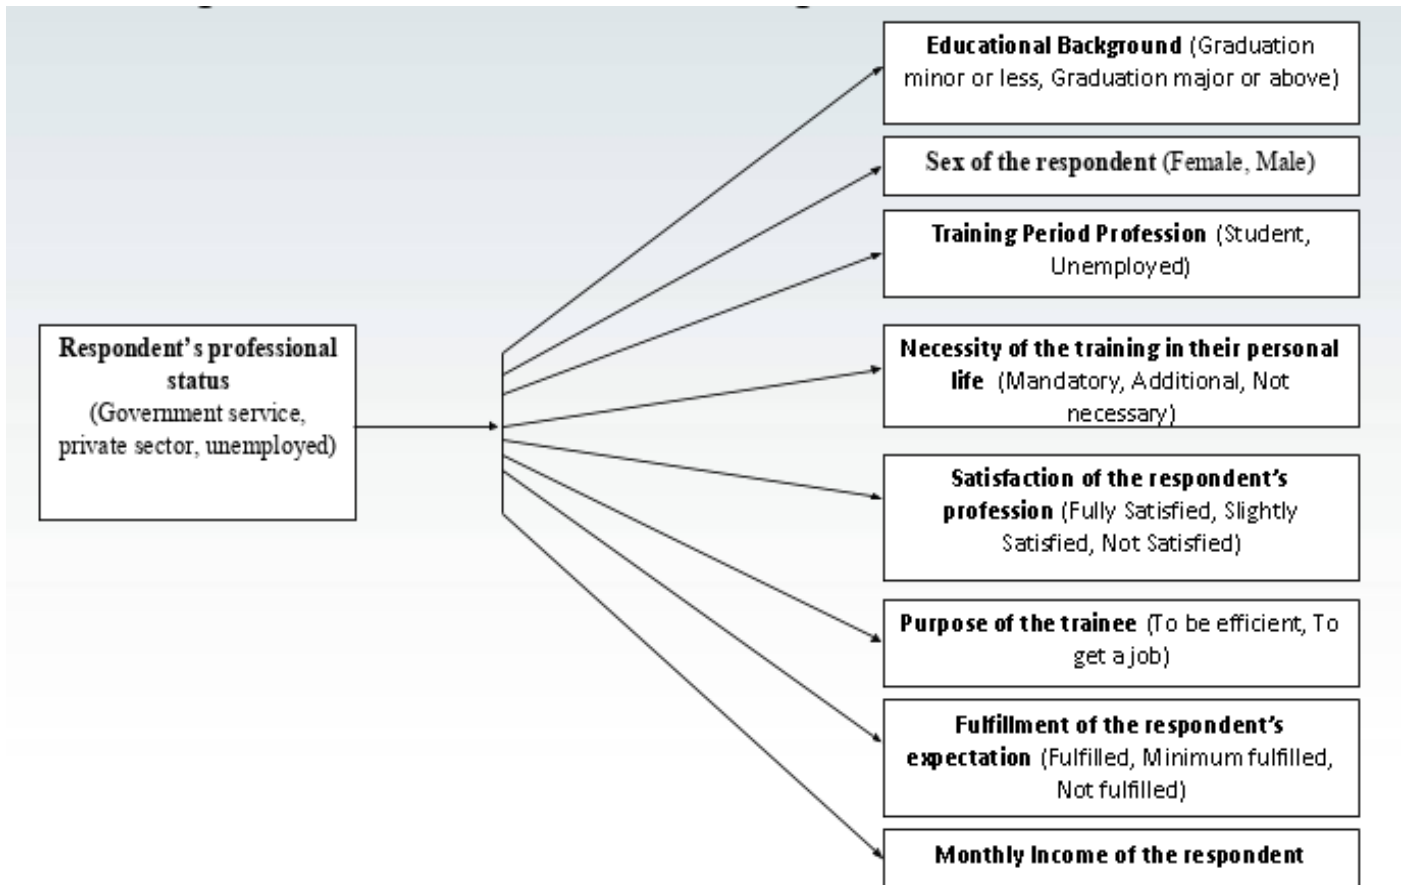 Respondent's professional
status
(Government service,
private sector, unemployed)
Educational Background (Graduation
minor or less, Graduation major or above)
Sex of the respondent (Female, Male)
Training Period Profession (Student,
Unemployed)
Necessity of the training in their personal
life (Mandatory, Additional, Not
necessary)
Satisfaction of the respondent's
profession (Fully Satisfied, Slightly
Satisfied, Not Satisfied)
Purpose of the trainee (To be efficient, To
get a job)
Fulfillment of the respondent's
expectation (Fulfilled, Minimum fulfilled,
Not fulfilled)
Monthly Income of the respondent